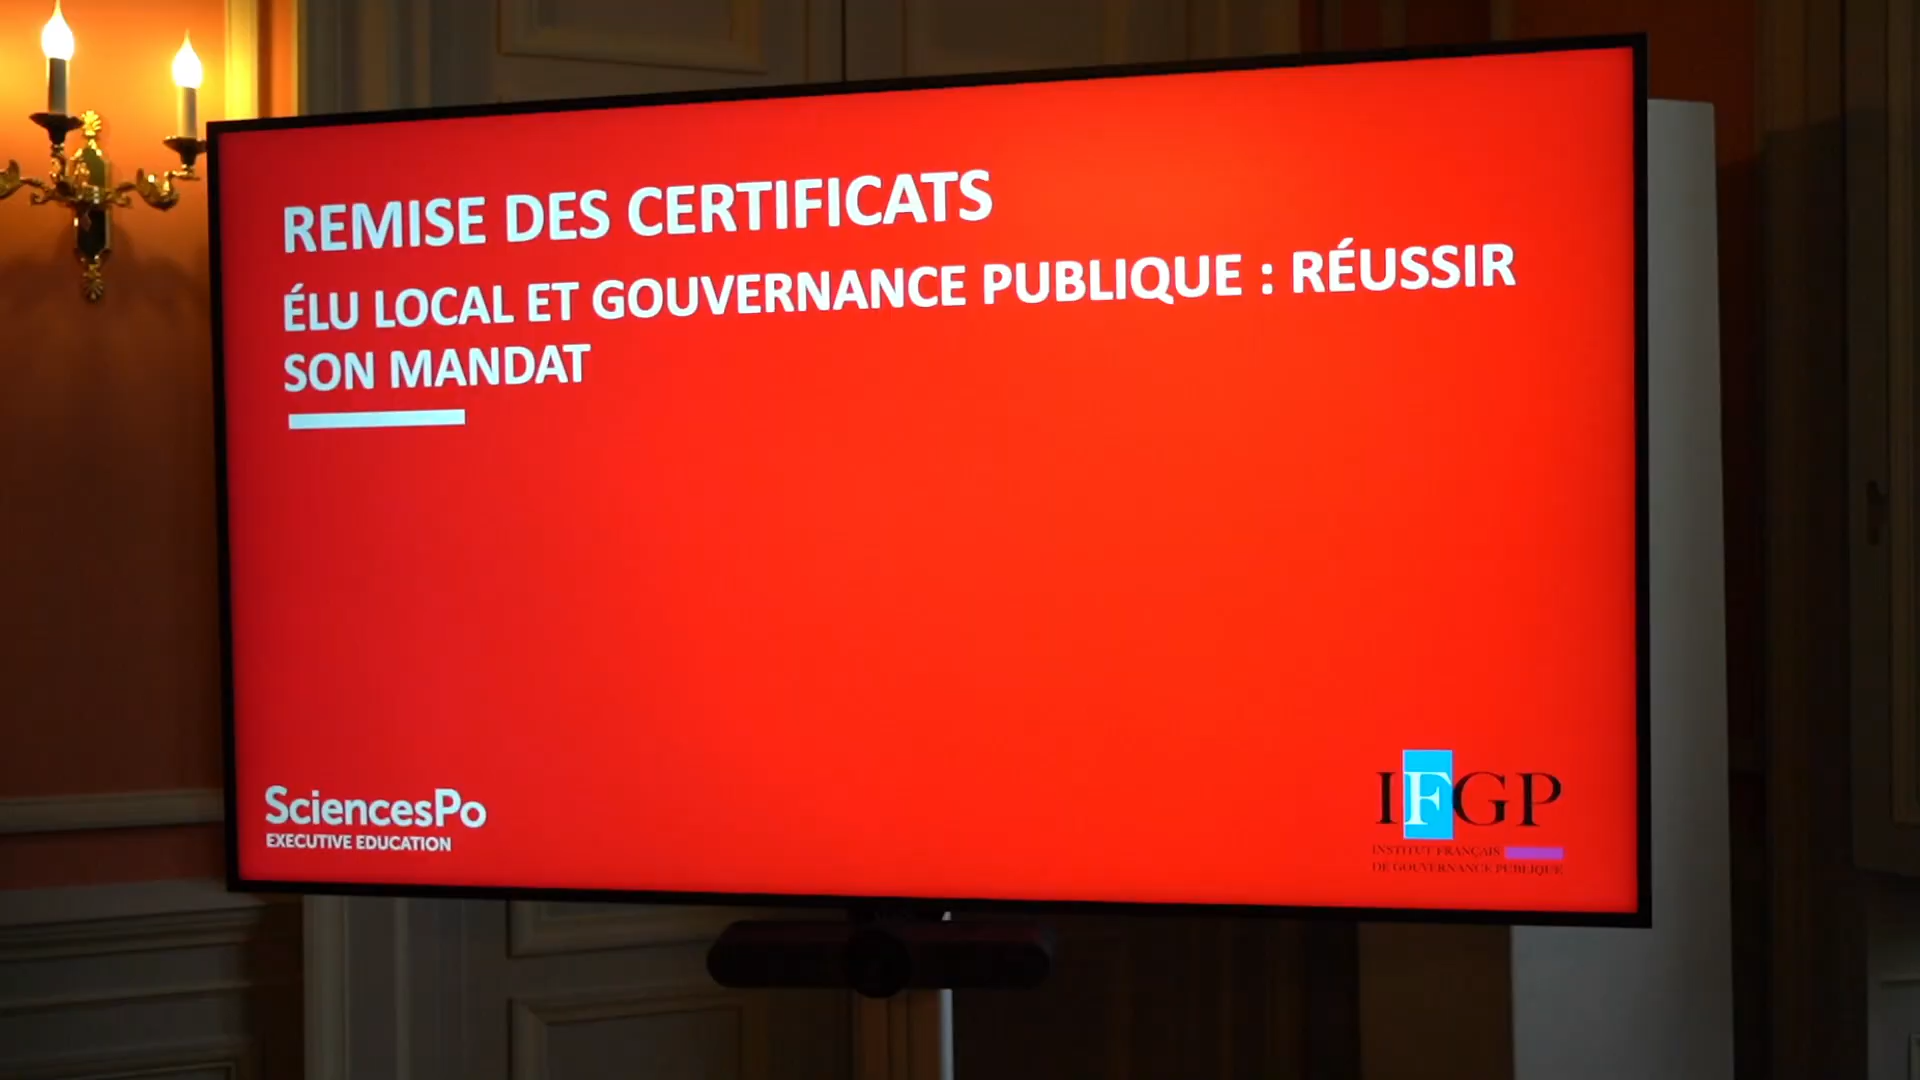 REMISE DES CERTIFICATS
ÉLU LOCAL ET GOUVERNANCE PUBLIQUE : RÉUSSIR
SON MANDAT
SciencesPo
EXECUTIVE EDUCATION
IFGP
INSTITUT FRANÇAIS
DE GOUVERNANCE PUBLIQUE